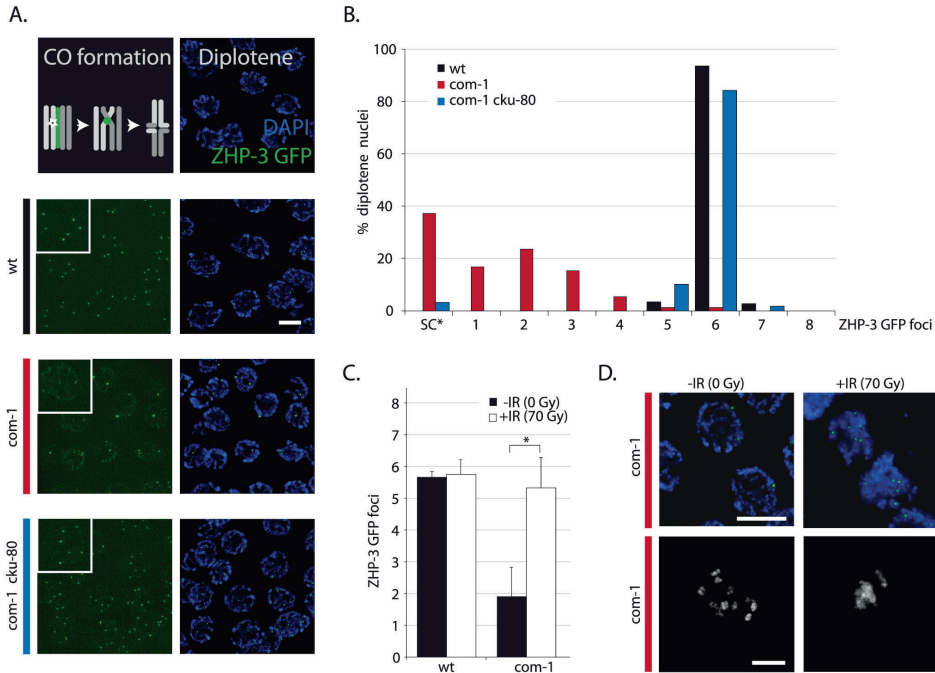 A.
CO formation
Diplotene
DAPI
ZHP-3 GFP
wt
com-1
com-1 cku-80
B.
% diplotene nuclei
100
80
60
40
20
0
wt
com-1
com-1 cku-80
SC* 1 2 3 4 5 6 7 8 ZHP-3 GFP foci
C.
ZHP-3 GFP foci
8
7
6
5
4
3
2
1
0
-IR (0 Gy)
+IR (70 Gy)
*
wt com-1
D.
-IR (0 Gy) +IR (70 Gy)
com-1
com-1